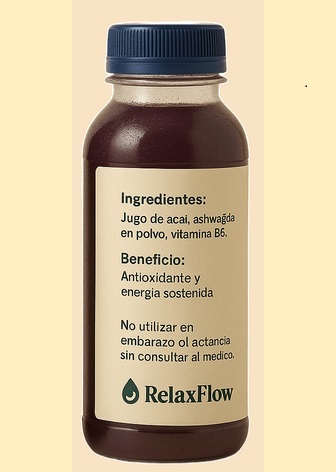 Ingredientes:
Jugo de acai, ashwağda
en polvo, vitamina B6.
Beneficio:
Antioxidante y
energia sostenida
No utilizar en
embarazo ol actancia
sin consultar al medico.
RelaxFlow